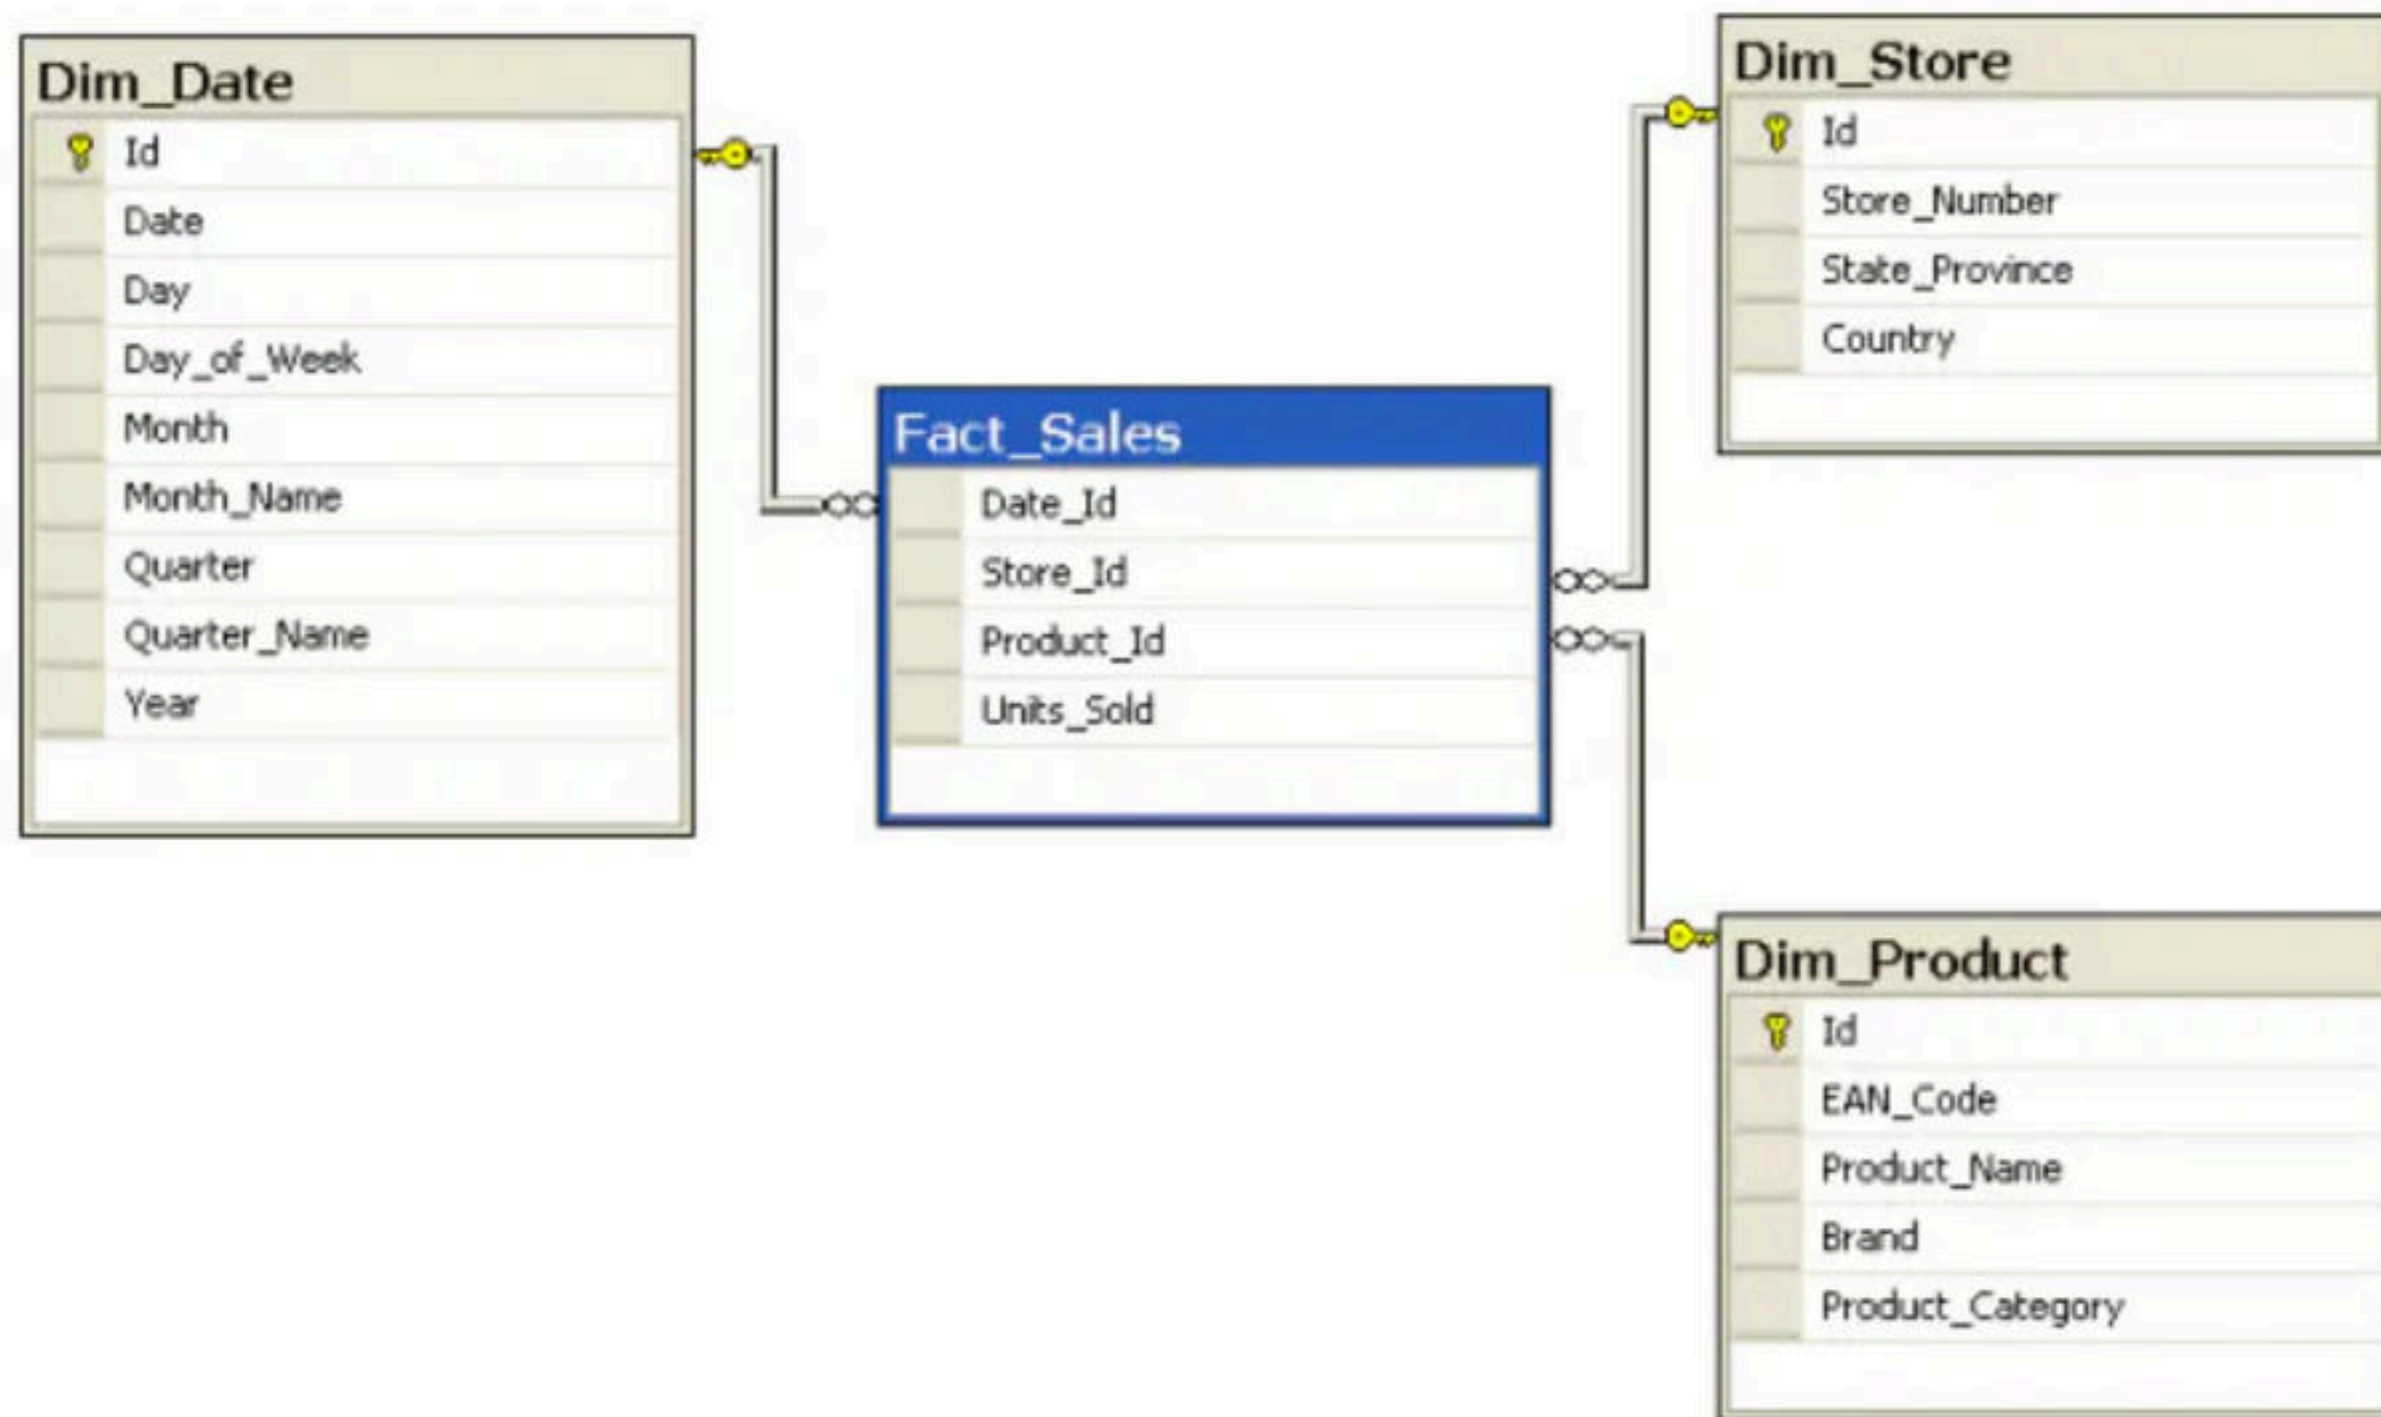 Dim_Date
Id
Date
Day
Day_of_Week
Month
Month_Name
Quarter
Quarter_Name
Year
Fact_Sales
Date_Id
Store_Id
Product_Id
Units_Sold
Dim_Store
Id
Store_Number
State_Province
Country
Dim_Product
Id
EAN_Code
Product_Name
Brand
Product_Category